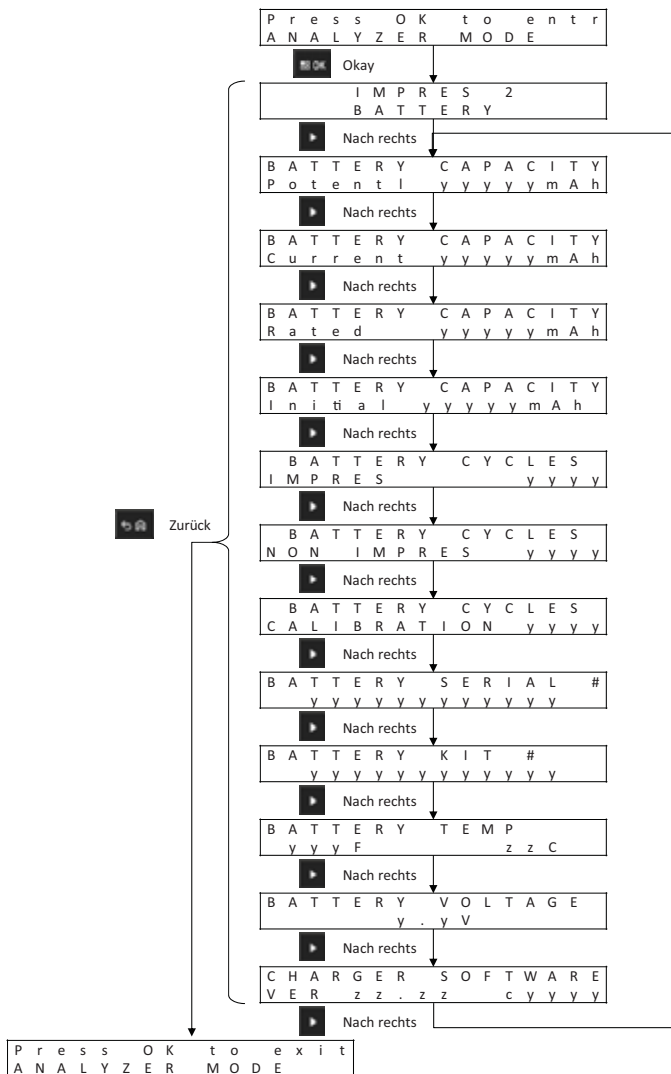 Press OK to entr
ANALYZER MODE
OK Okay
IMPRES 2
BATTERY
Nach rechts
BATTERY CAPACITY
Potentl yyyyymAh
Nach rechts
BATTERY CAPACITY
Current yyyyymAh
Nach rechts
BATTERY CAPACITY
Rated yyyyymAh
Nach rechts
BATTERY CAPACITY
Initial yyyyymAh
Nach rechts
BATTERY CYCLES
IMPRES yyyy
Nach rechts
Zurück
BATTERY CYCLES
NON IMPRES yyyy
Nach rechts
BATTERY CYCLES
CALIBRATION yyyy
Nach rechts
BATTERY SERIAL #
yyyyyyyyyyyy
Nach rechts
BATTERY KIT #
yyyyyyyyyyyy
Nach rechts
BATTERY TEMP
yyyF zzC
Nach rechts
BATTERY VOLTAGE
y.yV
Nach rechts
CHARGER SOFTWARE
VER zz.zz cyyyy
Nach rechts
Press OK to exit
ANALYZER MODE